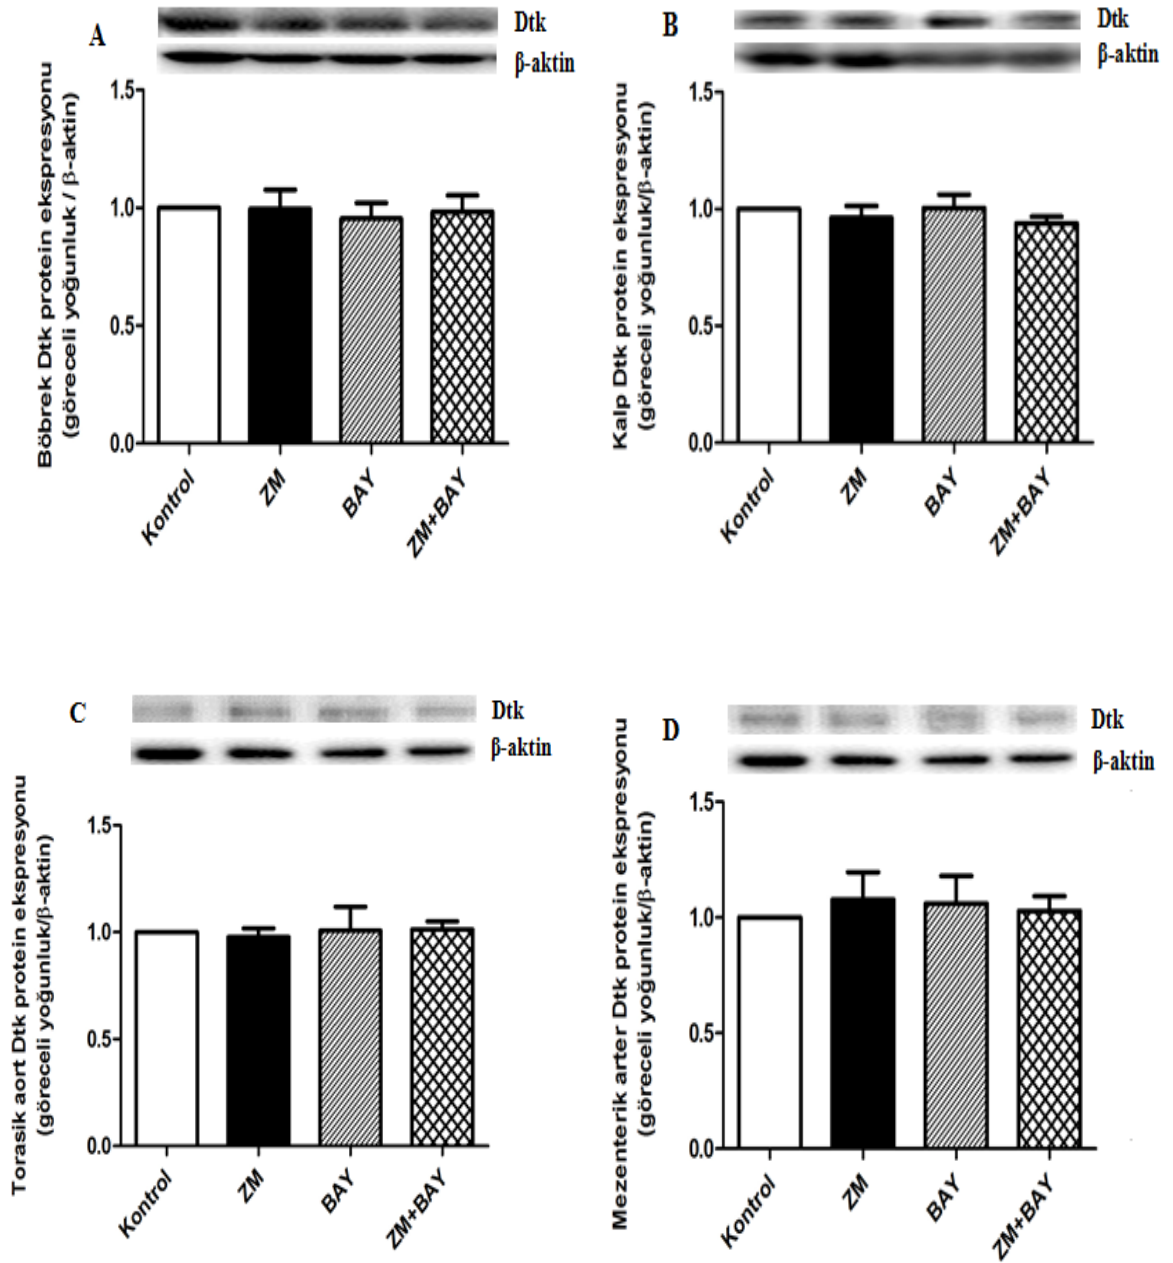 A
Dtk
β-aktin
Böbrek Dtk protein ekspresyonu
(göreceli yoğunluk / β-aktin)
1.5
1.0
0.5
0.0
Kontrol
ZM
BAY
ZM+BAY
B
Dtk
β-aktin
Kalp Dtk protein ekspresyonu
(göreceli yoğunluk/β-aktin)
1.5
1.0
0.5
0.0
Kontrol
ZM
BAY
ZM+BAY
C
Dtk
β-aktin
Torasik aort Dtk protein ekspresyonu
(göreceli yoğunluk/β-aktin)
1.5
1.0
0.5
0.0
Kontrol
ZM
BAY
ZM+BAY
D
Dtk
β-aktin
Mezenterik arter Dtk protein ekspresyonu
(göreceli yoğunluk/β-aktin)
1.5
1.0
0.5
0.0
Kontrol
ZM
BAY
ZM+BAY